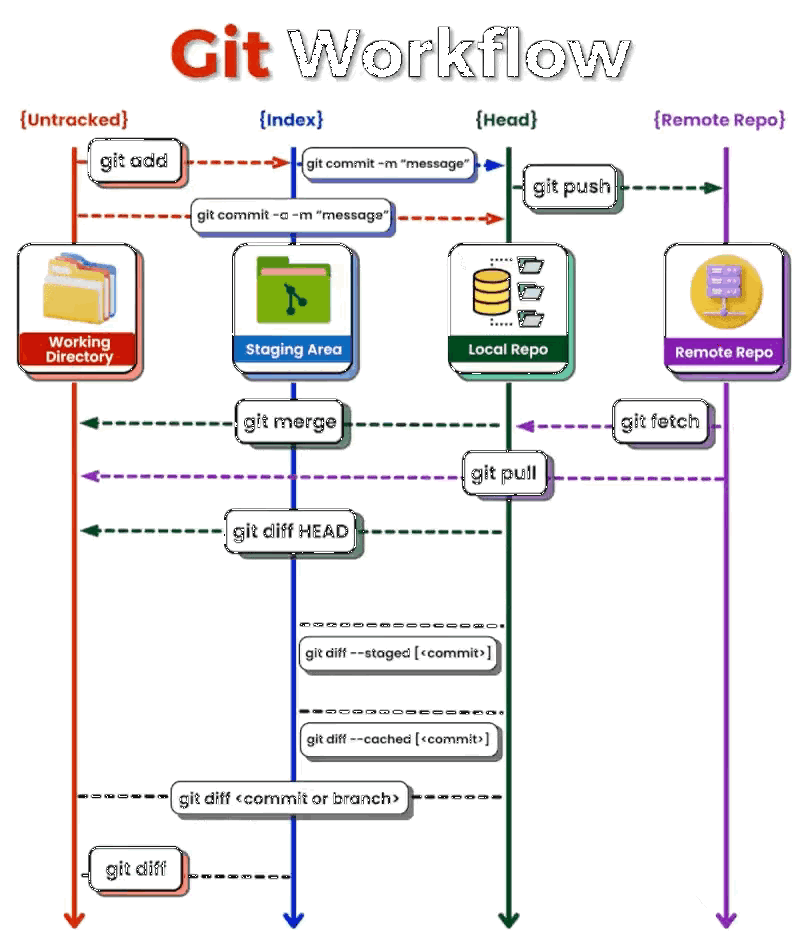 Git Workflow
{Untracked} {Index} {Head} {Remote Repo}
git add
git commit -m "message"
git push
git commit -a -m "message"
Working
Directory
Staging Area
Local Repo
Remote Repo
git merge
git fetch
git pull
git diff HEAD
git diff --staged [<commit>]
git diff --cached [<commit>]
git diff <commit or branch>
git diff